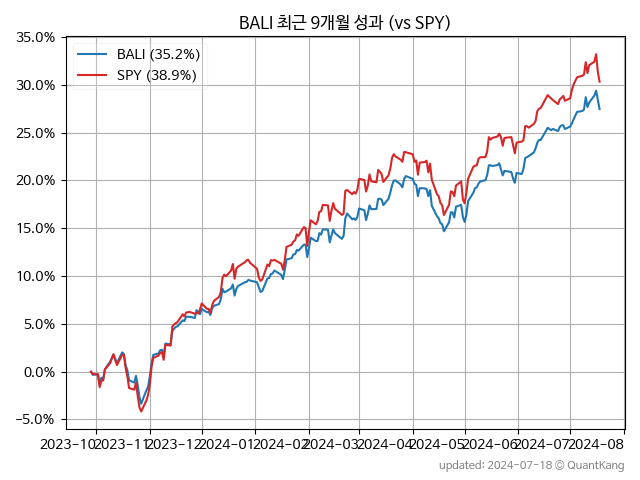 BALI 최근 9개월 성과 (vs SPY)
35.0%
BALI (35.2%)
SPY (38.9%)
30.0%
25.0%
20.0%
15.0%
10.0%
5.0%
0.0%
−5.0%
2023-10 2023-11 2023-12 2024-01 2024-02 2024-03 2024-04 2024-05 2024-06 2024-07 2024-08
updated: 2024-07-18 © QuantKang